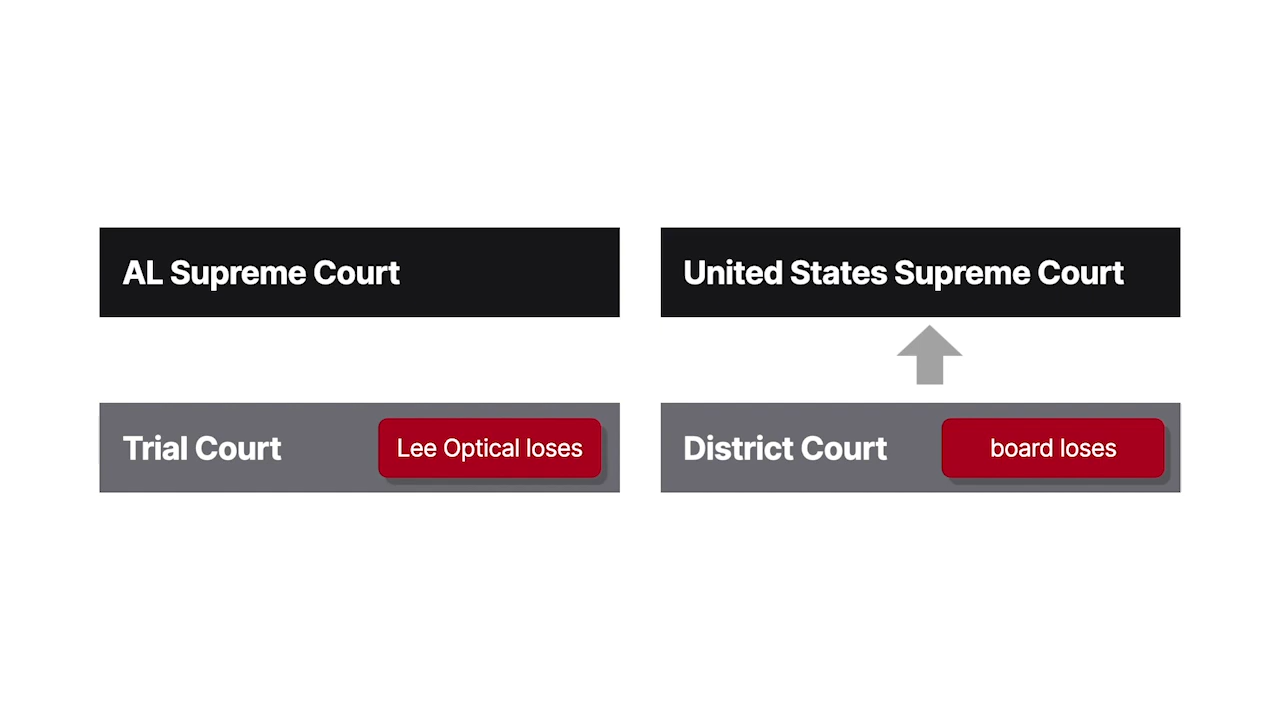 AL Supreme Court
United States Supreme Court
Trial Court
Lee Optical loses
District Court
board loses